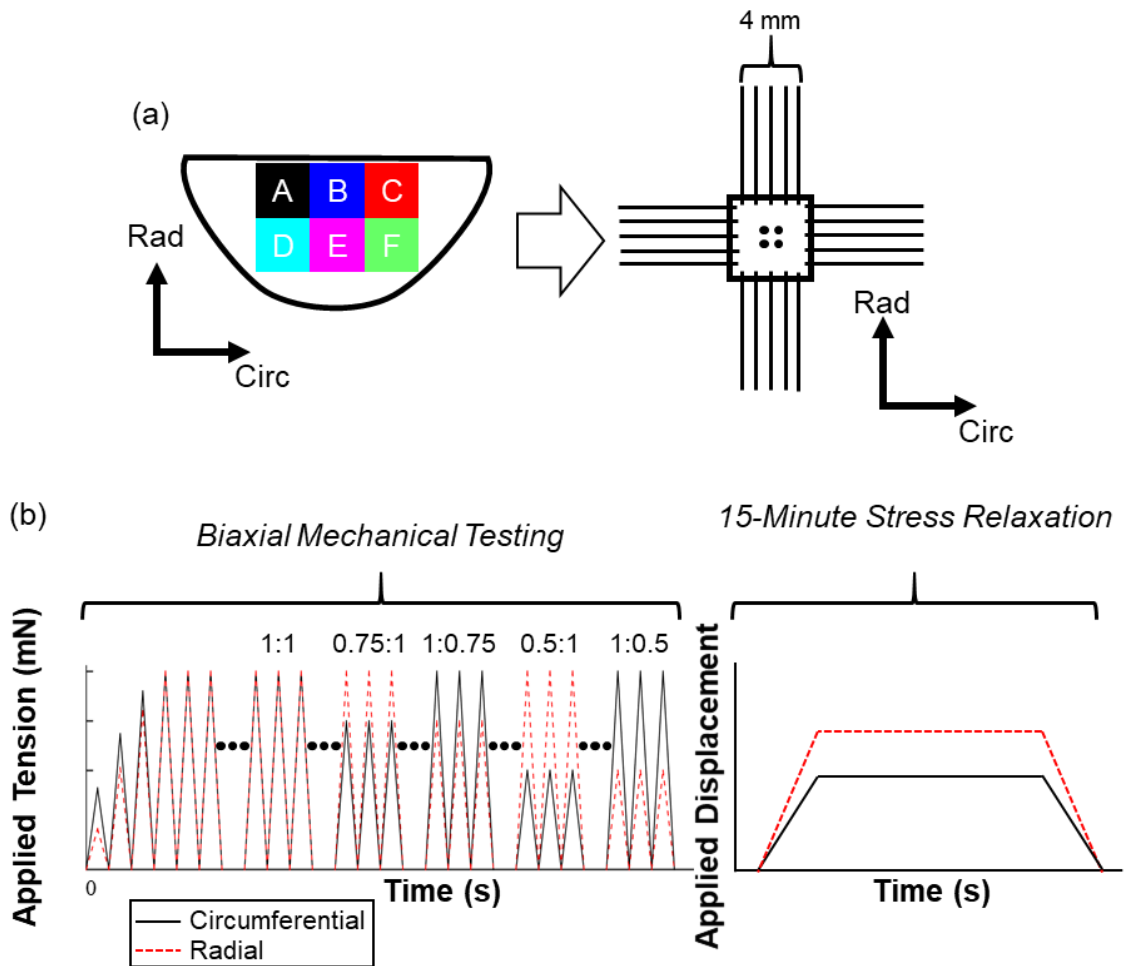 4 mm
(a)
A B C
D E F
Rad
Circ
Rad
Circ
(b)
Biaxial Mechanical Testing
15-Minute Stress Relaxation
1:1 0.75:1 1:0.75 0.5:1 1:0.5
Applied Tension (mN)
0
Time (s)
Circumferential
Radial
Applied Displacement
Time (s)